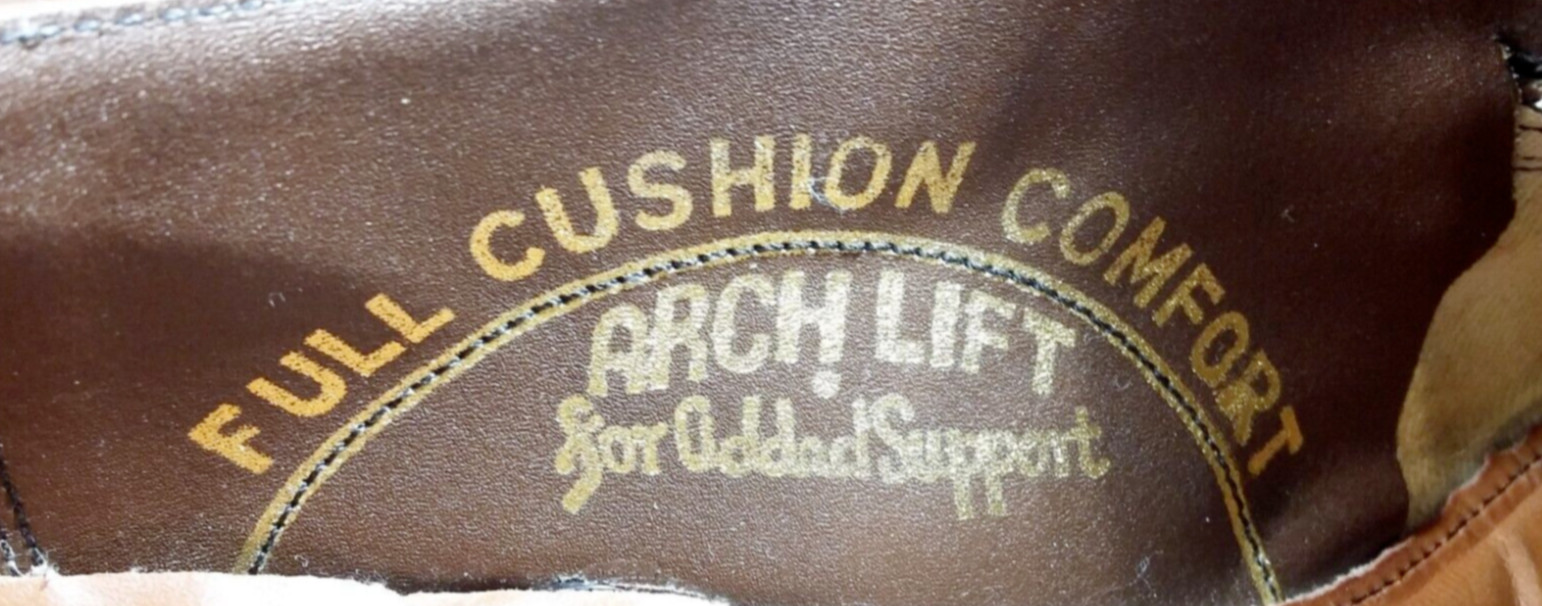 FULL CUSHION COMFORT
ARCH LIFT
for Added Support